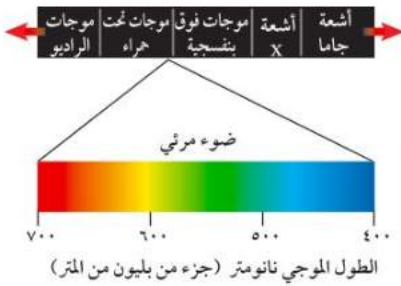 أشعة جاما
أشعة X
موجات فوق بنفسجية
موجات تحت حمراء
موجات الراديو
ضوء مرئي
٧٠٠ ٦٠٠ ٥٠٠ ٤٠٠
الطول الموجي نانومتر (جزء من بليون من المتر)